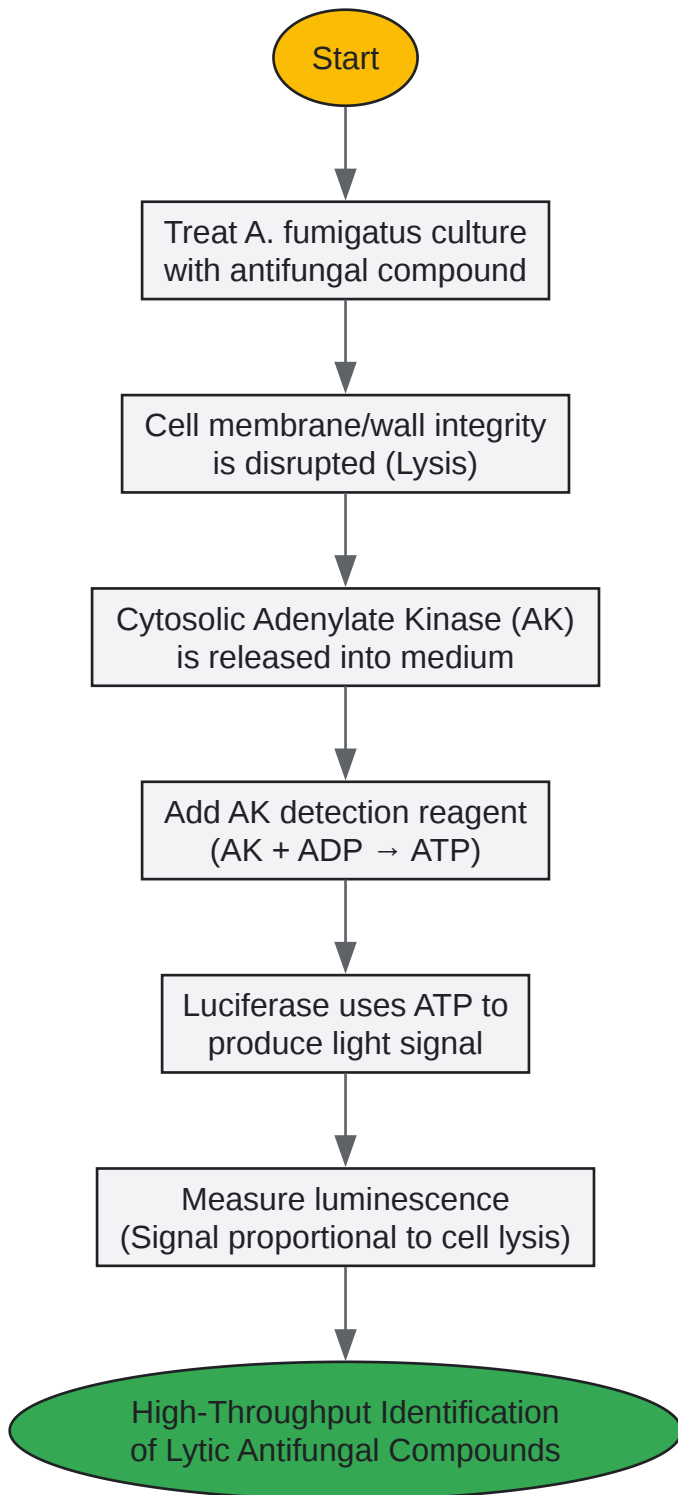 Start
Treat A. fumigatus culture
with antifungal compound
Cell membrane/wall integrity
is disrupted (Lysis)
Cytosolic Adenylate Kinase (AK)
is released into medium
Add AK detection reagent
(AK + ADP → ATP)
Luciferase uses ATP to
produce light signal
Measure luminescence
(Signal proportional to cell lysis)
High-Throughput Identification
of Lytic Antifungal Compounds